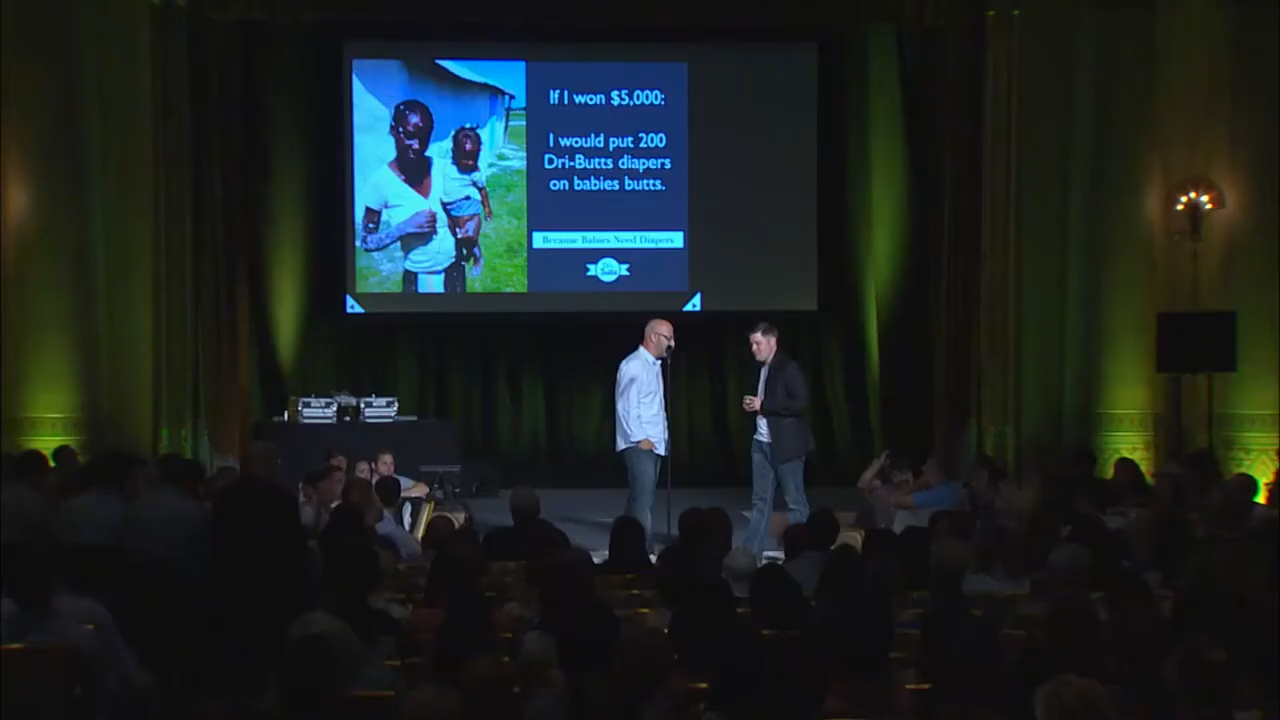 If I won $5,000:
I would put 200
Dri-Butts diapers
on babies butts.
Because Babies Need Diapers